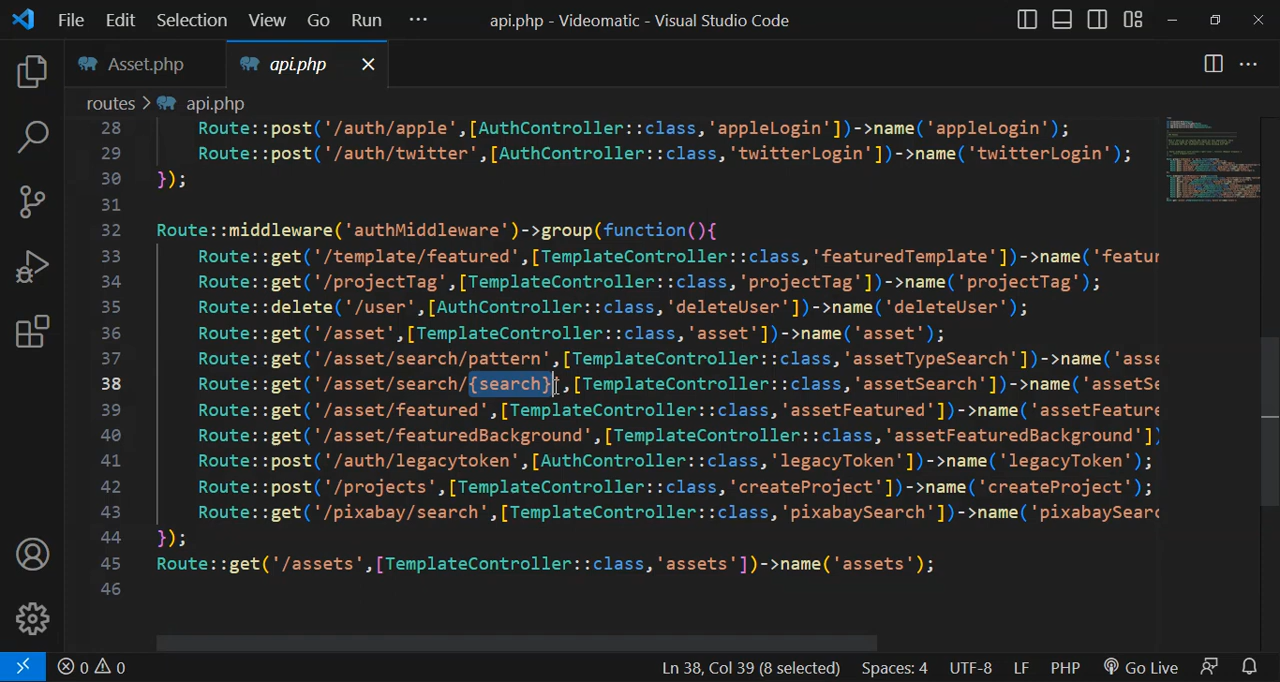 File Edit Selection View Go Run ··· api.php - Videomatic - Visual Studio Code
Asset.php api.php
routes > api.php
28 Route::post('/auth/apple',[AuthController::class,'appleLogin'])->name('appleLogin');
29 Route::post('/auth/twitter',[AuthController::class,'twitterLogin'])->name('twitterLogin');
30 });
31
32 Route::middleware('authMiddleware')->group(function(){
33 Route::get('/template/featured',[TemplateController::class,'featuredTemplate'])->name('featur
34 Route::get('/projectTag',[TemplateController::class,'projectTag'])->name('projectTag');
35 Route::delete('/user',[AuthController::class,'deleteUser'])->name('deleteUser');
36 Route::get('/asset',[TemplateController::class,'asset'])->name('asset');
37 Route::get('/asset/search/pattern',[TemplateController::class,'assetTypeSearch'])->name('asse
38 Route::get('/asset/search/{search}',[TemplateController::class,'assetSearch'])->name('assetSe
39 Route::get('/asset/featured',[TemplateController::class,'assetFeatured'])->name('assetFeatured
40 Route::get('/asset/featuredBackground',[TemplateController::class,'assetFeaturedBackground'])
41 Route::post('/auth/legacytoken',[AuthController::class,'legacyToken'])->name('legacyToken');
42 Route::post('/projects',[TemplateController::class,'createProject'])->name('createProject');
43 Route::get('/pixabay/search',[TemplateController::class,'pixabaySearch'])->name('pixabaySearc
44 });
45 Route::get('/assets',[TemplateController::class,'assets'])->name('assets');
46
0 0 Ln 38, Col 39 (8 selected) Spaces: 4 UTF-8 LF PHP Go Live